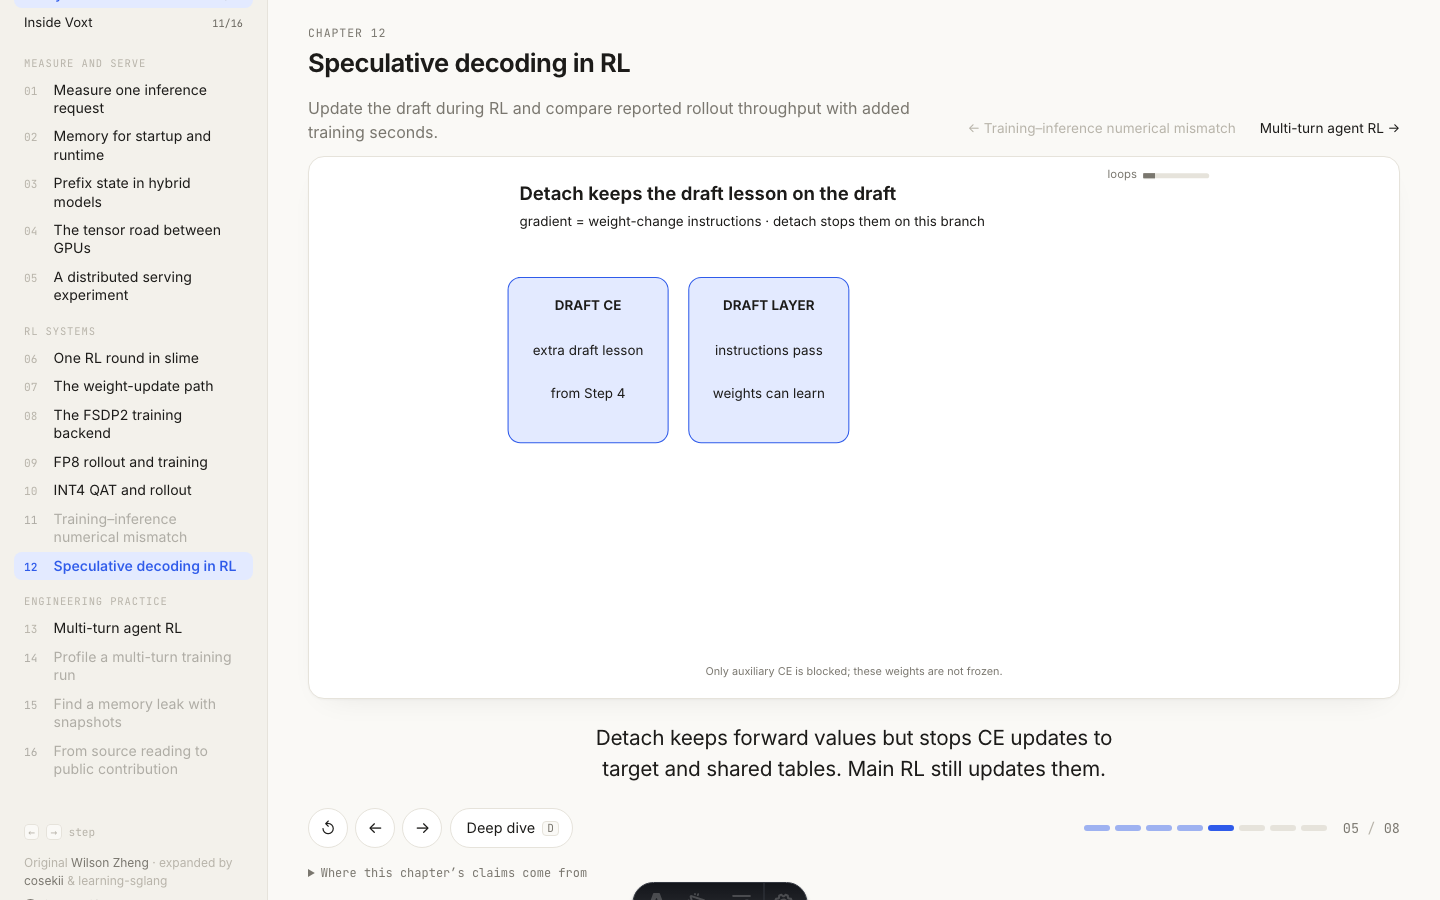 Inside Voxt 11/16
MEASURE AND SERVE
01 Measure one inference
request
02 Memory for startup and
runtime
03 Prefix state in hybrid
models
04 The tensor road between
GPUs
05 A distributed serving
experiment
RL SYSTEMS
06 One RL round in slime
07 The weight-update path
08 The FSDP2 training
backend
09 FP8 rollout and training
10 INT4 QAT and rollout
11 Training–inference
numerical mismatch
12 Speculative decoding in RL
ENGINEERING PRACTICE
13 Multi-turn agent RL
14 Profile a multi-turn training
run
15 Find a memory leak with
snapshots
16 From source reading to
public contribution
← → step
Original Wilson Zheng · expanded by
cosekii & learning-sglang
CHAPTER 12
Speculative decoding in RL
Update the draft during RL and compare reported rollout throughput with added
training seconds.
← Training–inference numerical mismatch Multi-turn agent RL →
loops
Detach keeps the draft lesson on the draft
gradient = weight-change instructions · detach stops them on this branch
DRAFT CE
extra draft lesson
from Step 4
DRAFT LAYER
instructions pass
weights can learn
Only auxiliary CE is blocked; these weights are not frozen.
Detach keeps forward values but stops CE updates to
target and shared tables. Main RL still updates them.
Deep dive D
05 / 08
▶ Where this chapter's claims come from